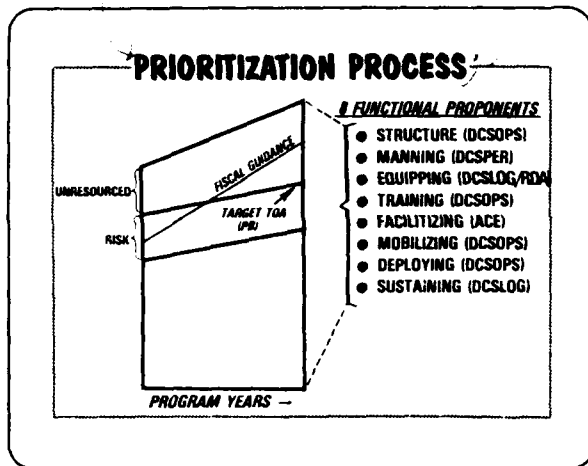 PRIORITIZATION PROCESS
8 FUNCTIONAL PROPONENTS
● STRUCTURE (DCSOPS)
● MANNING (DCSPER)
● EQUIPPING (DCSLOG/RDA)
● TRAINING (DCSOPS)
● FACILITIZING (ACE)
● MOBILIZING (DCSOPS)
● DEPLOYING (DCSOPS)
● SUSTAINING (DCSLOG)
UNRESOURCED
RISK
FISCAL GUIDANCE
TARGET TOA
(PB)
PROGRAM YEARS →